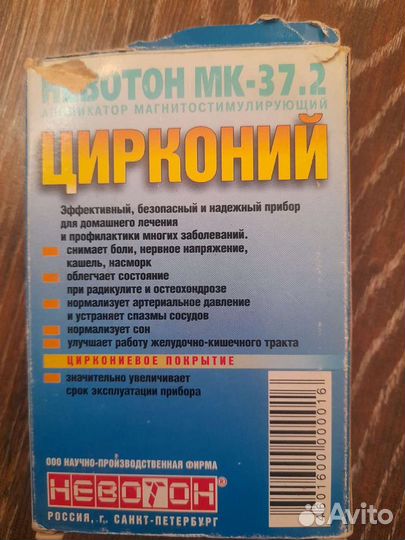 НЕВОТОН МК-37.2
АППЛИКАТОР МАГНИТОСТИМУЛИРУЮЩИЙ
ЦИРКОНИЙ
Эффективный, безопасный и надежный прибор
для домашнего лечения
и профилактики многих заболеваний.
снимает боли, нервное напряжение,
кашель, насморк
облегчает состояние
при радикулите и остеохондрозе
нормализует артериальное давление
и устраняет спазмы сосудов
нормализует сон
улучшает работу желудочно-кишечного тракта
ЦИРКОНИЕВОЕ ПОКРЫТИЕ
значительно увеличивает
срок эксплуатации прибора
ООО НАУЧНО-ПРОИЗВОДСТВЕННАЯ ФИРМА
НЕВОТОН®
РОССИЯ, г. САНКТ-ПЕТЕРБУРГ
Avito